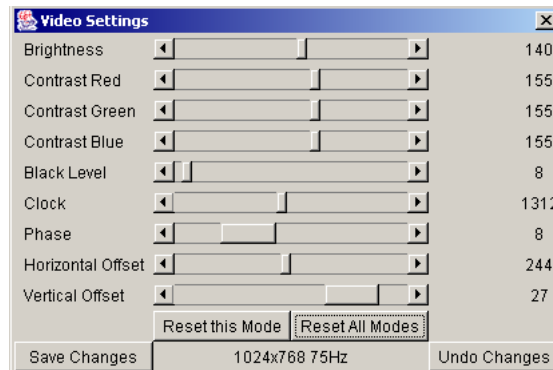 Video Settings
Brightness 140
Contrast Red 155
Contrast Green 155
Contrast Blue 155
Black Level 8
Clock 1312
Phase 8
Horizontal Offset 244
Vertical Offset 27
Reset this Mode Reset All Modes
Save Changes 1024x768 75Hz Undo Changes